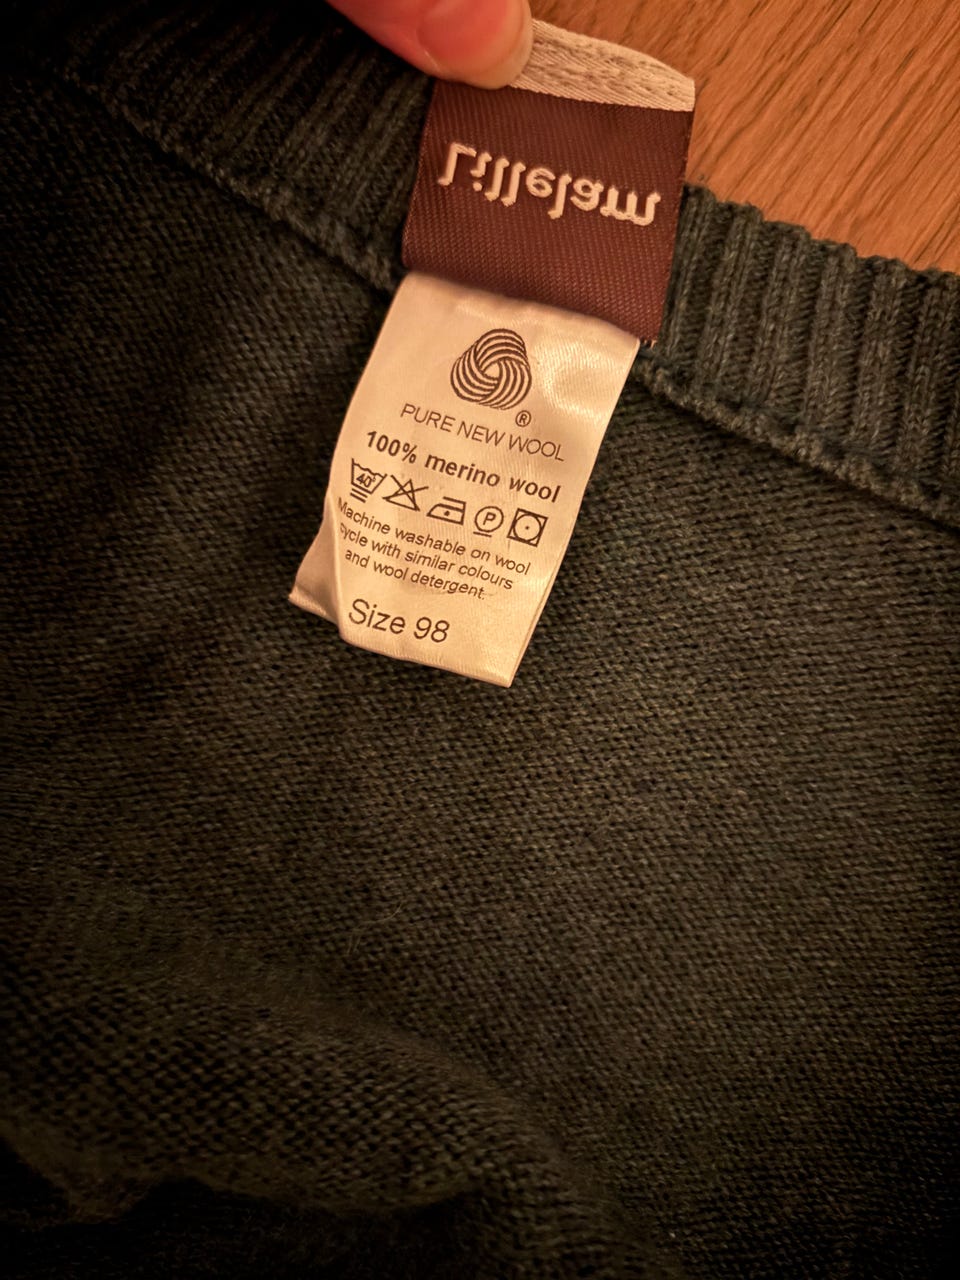 Lillelam
®
PURE NEW WOOL
100% merino wool
40
P
Machine washable on wool
cycle with similar colours
and wool detergent.
Size 98